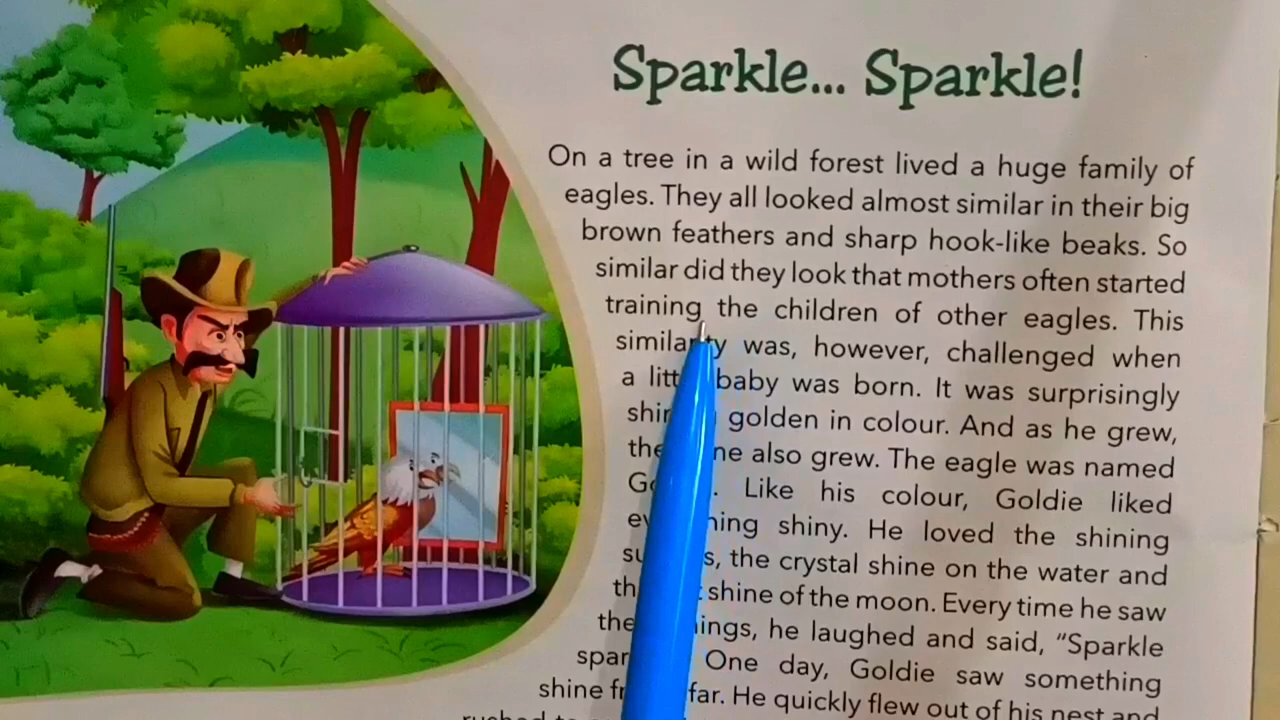 Sparkle... Sparkle!
On a tree in a wild forest lived a huge family of
eagles. They all looked almost similar in their big
brown feathers and sharp hook-like beaks. So
similar did they look that mothers often started
training the children of other eagles. This
similarity was, however, challenged when
a little baby was born. It was surprisingly
golden in colour. And as he grew,
also grew. The eagle was named
Like his colour, Goldie liked
shiny. He loved the shining
the crystal shine on the water and
shine of the moon. Every time he saw
he laughed and said, “Sparkle
One day, Goldie saw something
shine far. He quickly flew out of his nest and